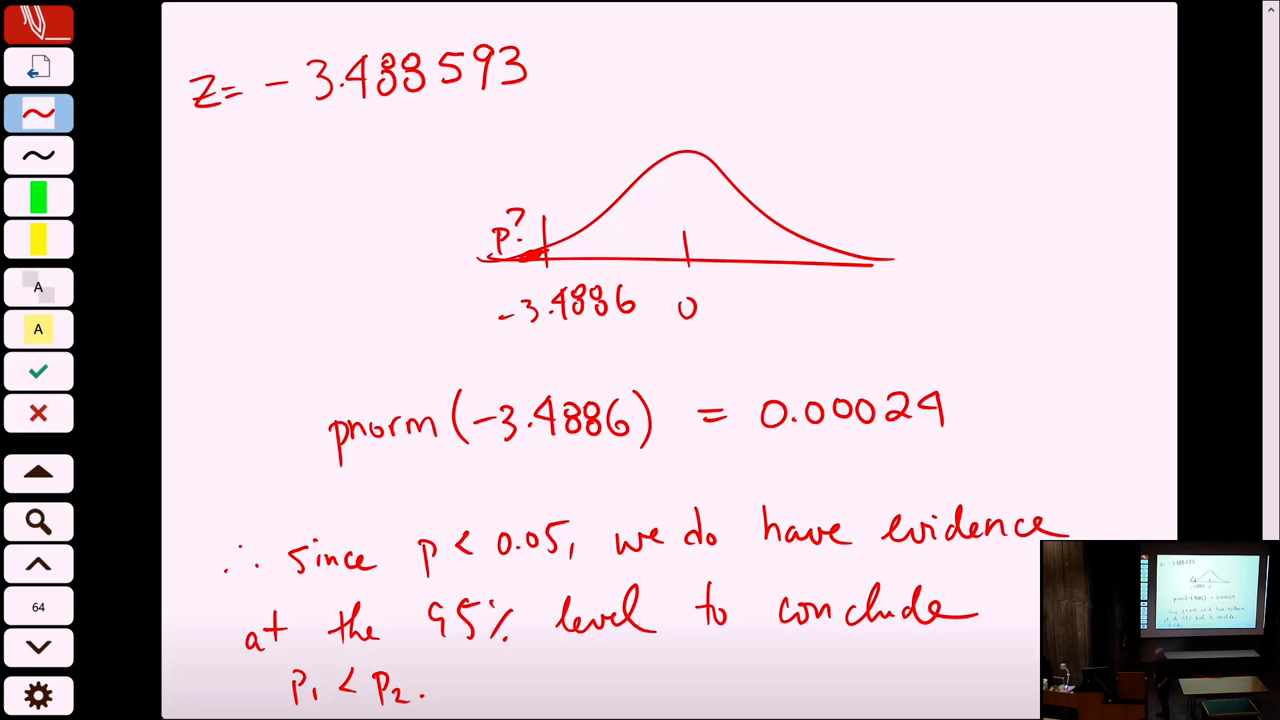 z = - 3.488593
p?
-3.4886 0
pnorm (-3.4886) = 0.00024
∴ since p < 0.05, we do have evidence
at the 95% level to conclude
p₁ < p₂.
A
A
64